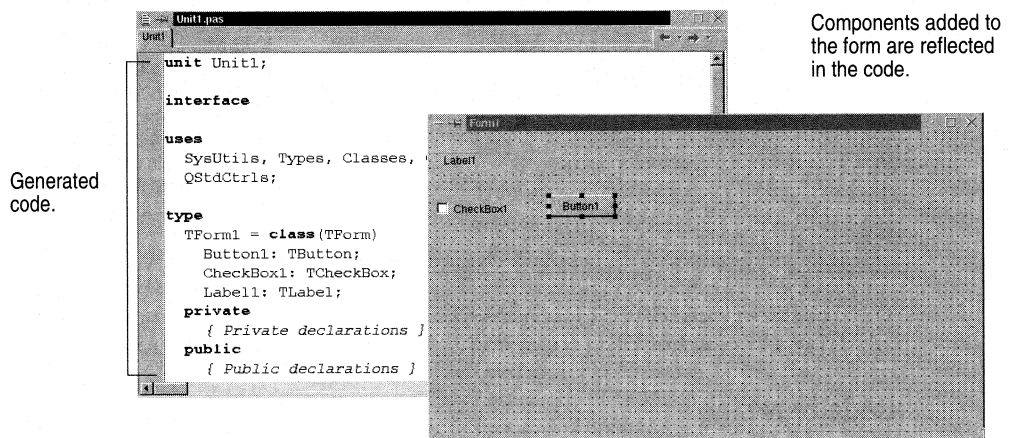 Unit1.pas
Unit1
unit Unit1;
interface
uses
SysUtils, Types, Classes,
QStdCtrls;
type
TForm1 = class(TForm)
Button1: TButton;
CheckBox1: TCheckBox;
Label1: TLabel;
private
{ Private declarations }
public
{ Public declarations }
Generated
code.
Components added to
the form are reflected
in the code.
Form1
Label1
CheckBox1
Button1